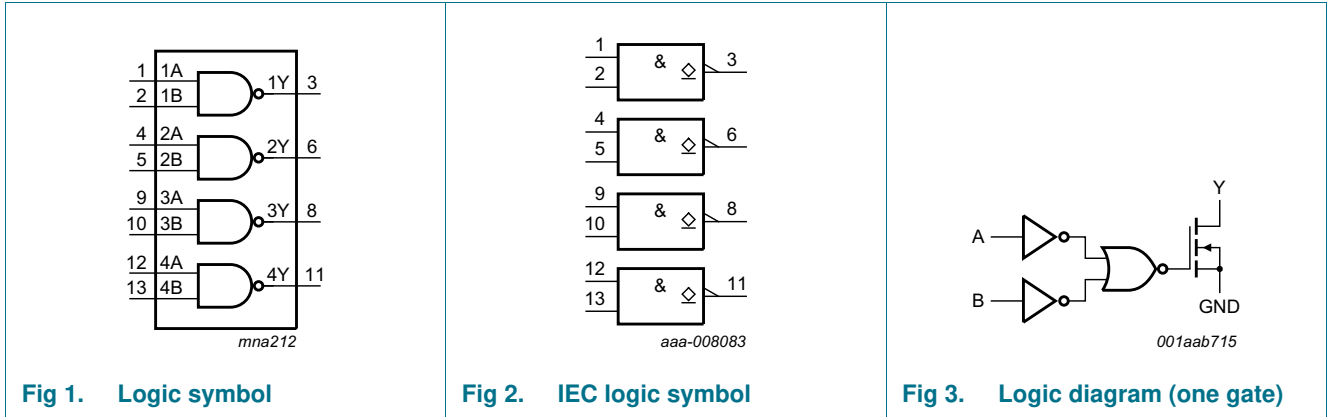 1 1A 1Y 3
2 1B
4 2A 2Y 6
5 2B
9 3A 3Y 8
10 3B
12 4A 4Y 11
13 4B
mna212
Fig 1. Logic symbol
1 & 3
2
4 & 6
5
9 & 8
10
12 & 11
13
aaa-008083
Fig 2. IEC logic symbol
Y
A
B
GND
001aab715
Fig 3. Logic diagram (one gate)